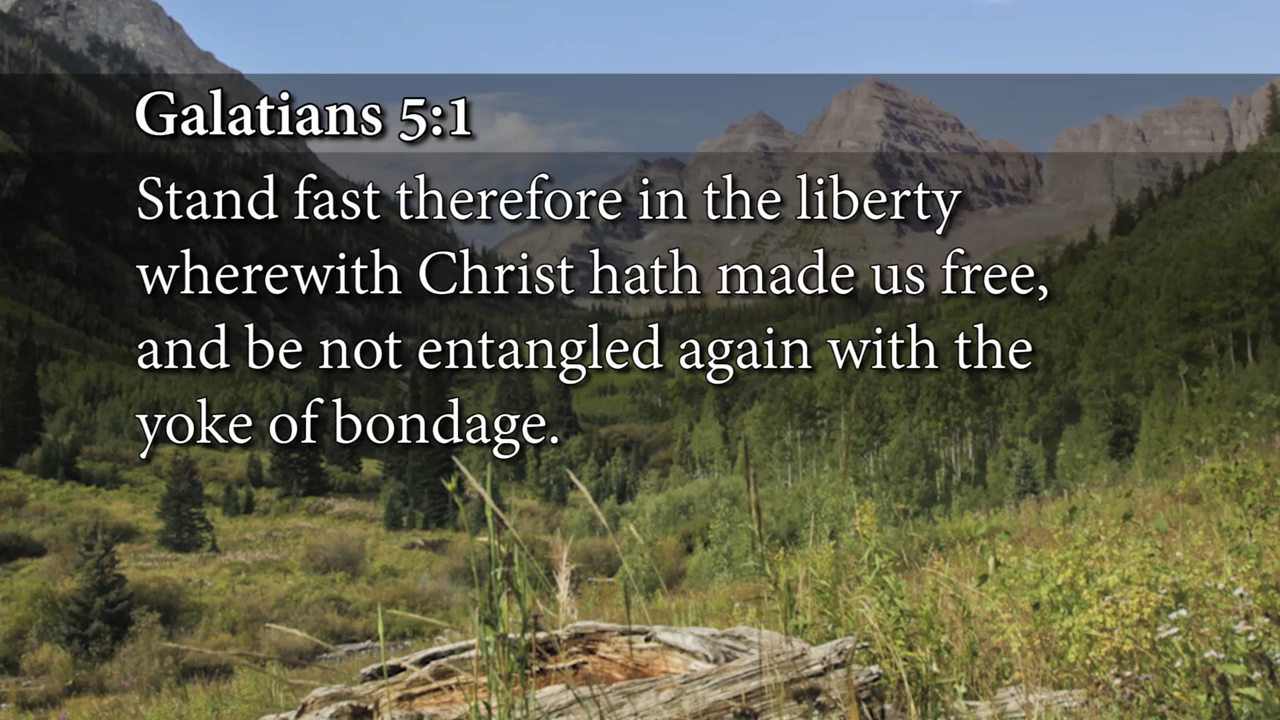 Galatians 5:1
Stand fast therefore in the liberty
wherewith Christ hath made us free,
and be not entangled again with the
yoke of bondage.